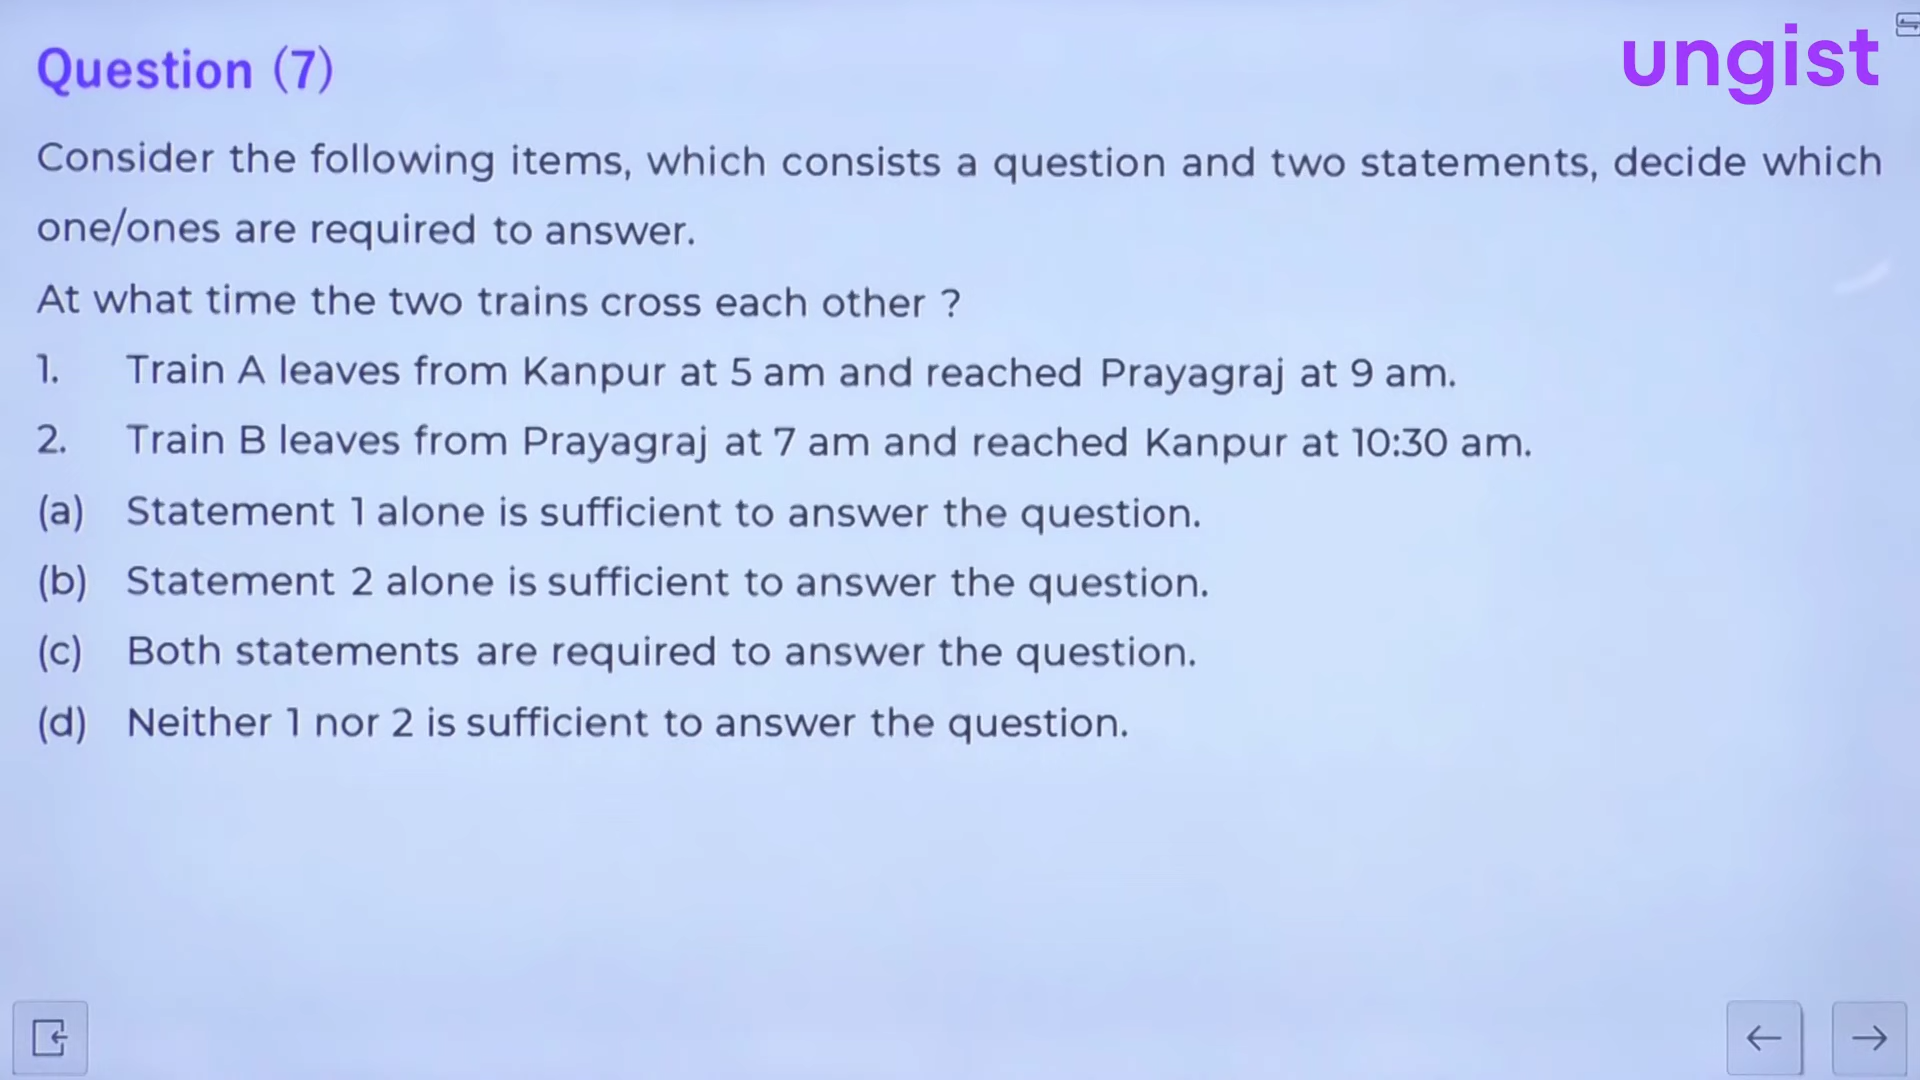 Question (7)
ungist
Consider the following items, which consists a question and two statements, decide which
one/ones are required to answer.
At what time the two trains cross each other ?
1. Train A leaves from Kanpur at 5 am and reached Prayagraj at 9 am.
2. Train B leaves from Prayagraj at 7 am and reached Kanpur at 10:30 am.
(a) Statement 1 alone is sufficient to answer the question.
(b) Statement 2 alone is sufficient to answer the question.
(c) Both statements are required to answer the question.
(d) Neither 1 nor 2 is sufficient to answer the question.